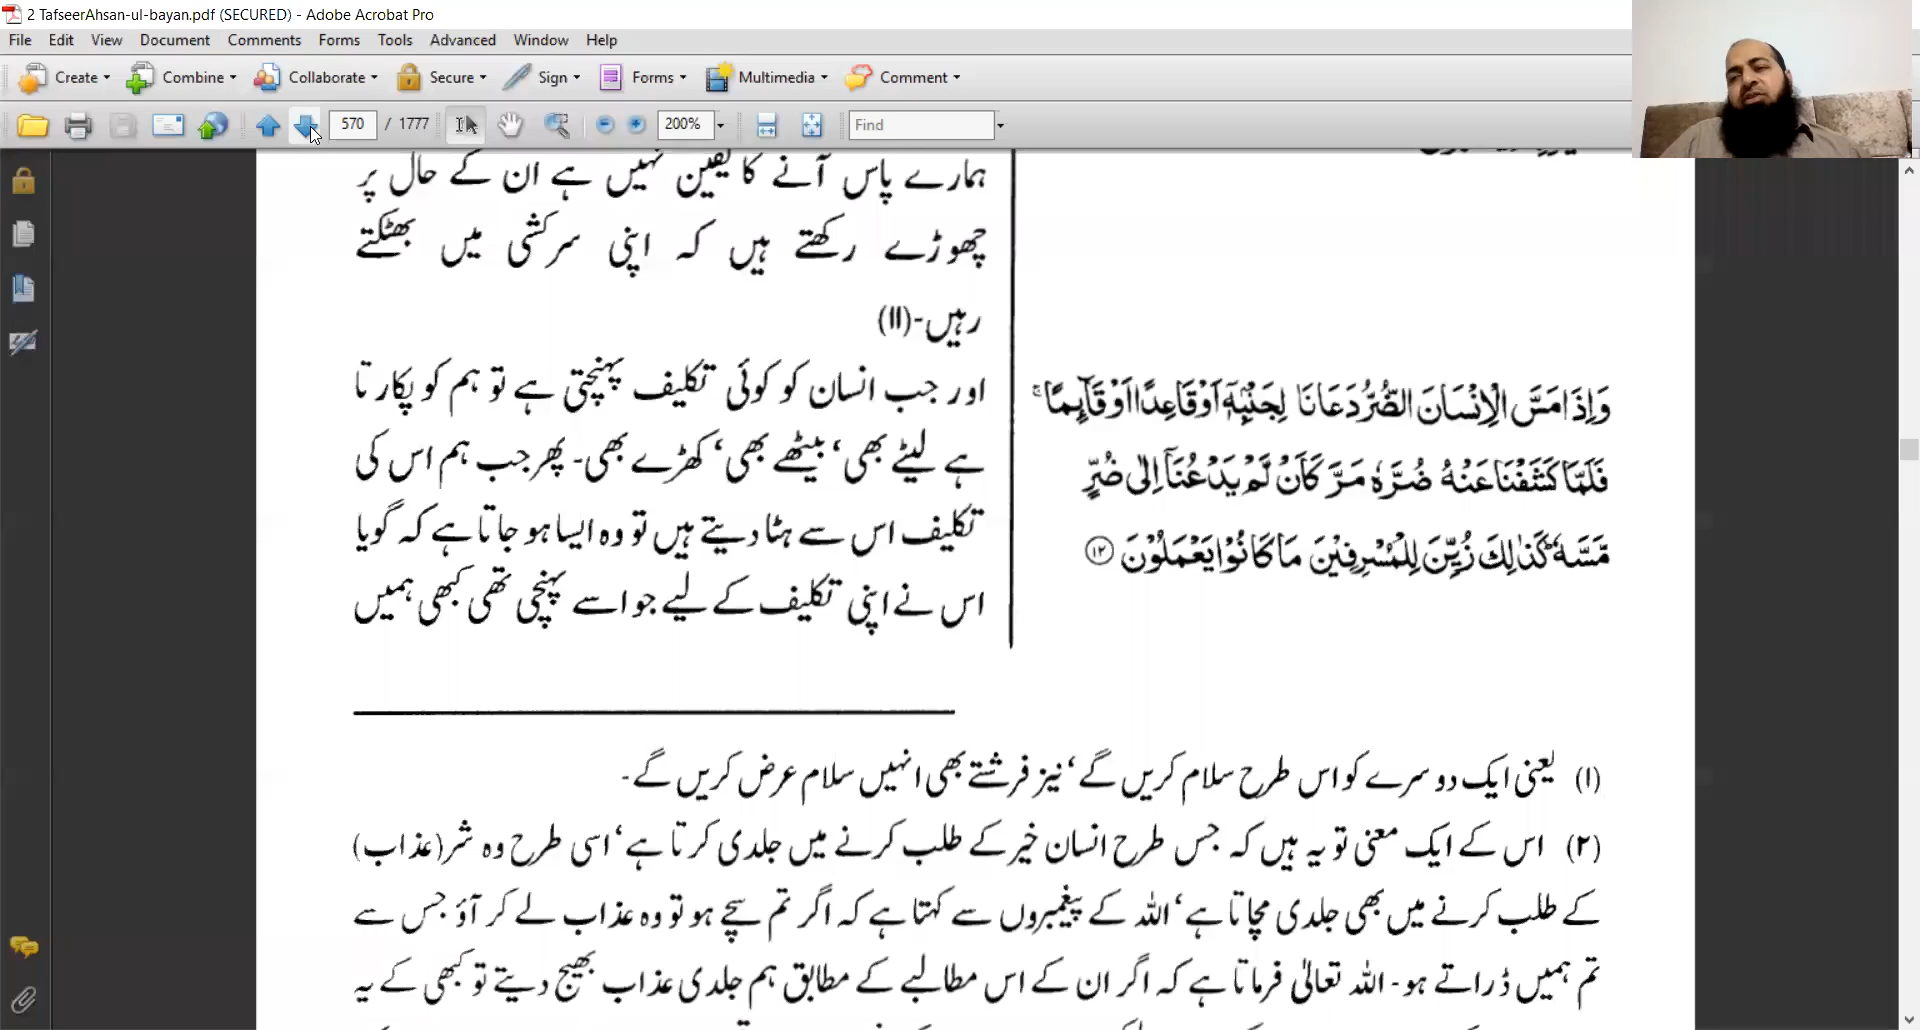 2 TafseerAhsan-ul-bayan.pdf (SECURED) - Adobe Acrobat Pro
File Edit View Document Comments Forms Tools Advanced Window Help
Create Combine Collaborate Secure Sign Forms Multimedia Comment
570 / 1777 200% Find
ہمارے پاس آنے کا یقین نہیں ہے ان کے حال پر
چھوڑے رکھتے ہیں کہ اپنی سرکشی میں بھٹکتے
رہیں۔(۱۱)
وَاِذَا مَسَّ الْاِنْسَانَ الضُّرُّ دَعَانَا لِجَنْۢبِهٖٓ اَوْ قَاعِدًا اَوْ قَآىِٕمًا ۚ
فَلَمَّا كَشَفْنَا عَنْهُ ضُرَّهٗ مَرَّ كَاَنْ لَّمْ يَدْعُنَآ اِلٰى ضُرٍّ
مَّسَّهٗ ؕ كَذٰلِكَ زُيِّنَ لِلْمُسْرِفِيْنَ مَا كَانُوْا يَعْمَلُوْنَ ۝۱۲
اور جب انسان کو کوئی تکلیف پہنچتی ہے تو ہم کو پکارتا
ہے لیٹے بھی، بیٹھے بھی، کھڑے بھی۔ پھر جب ہم اس کی
تکلیف اس سے ہٹا دیتے ہیں تو وہ ایسا ہو جاتا ہے کہ گویا
اس نے اپنی تکلیف کے لیے جو اسے پہنچی تھی کبھی ہمیں
(۱) یعنی ایک دوسرے کو اس طرح سلام کریں گے، نیز فرشتے بھی انہیں سلام عرض کریں گے۔
(۲) اس کے ایک معنی تو یہ ہیں کہ جس طرح انسان خیر کے طلب کرنے میں جلدی کرتا ہے، اسی طرح وہ شر (عذاب)
کے طلب کرنے میں بھی جلدی مچاتا ہے، اللہ کے پیغمبروں سے کہتا ہے کہ اگر تم سچے ہو تو وہ عذاب لے کر آؤ جس سے
تم ہمیں ڈراتے ہو۔ اللہ تعالیٰ فرماتا ہے کہ اگر ان کے اس مطالبے کے مطابق ہم جلدی عذاب بھیج دیتے تو کبھی کے یہ